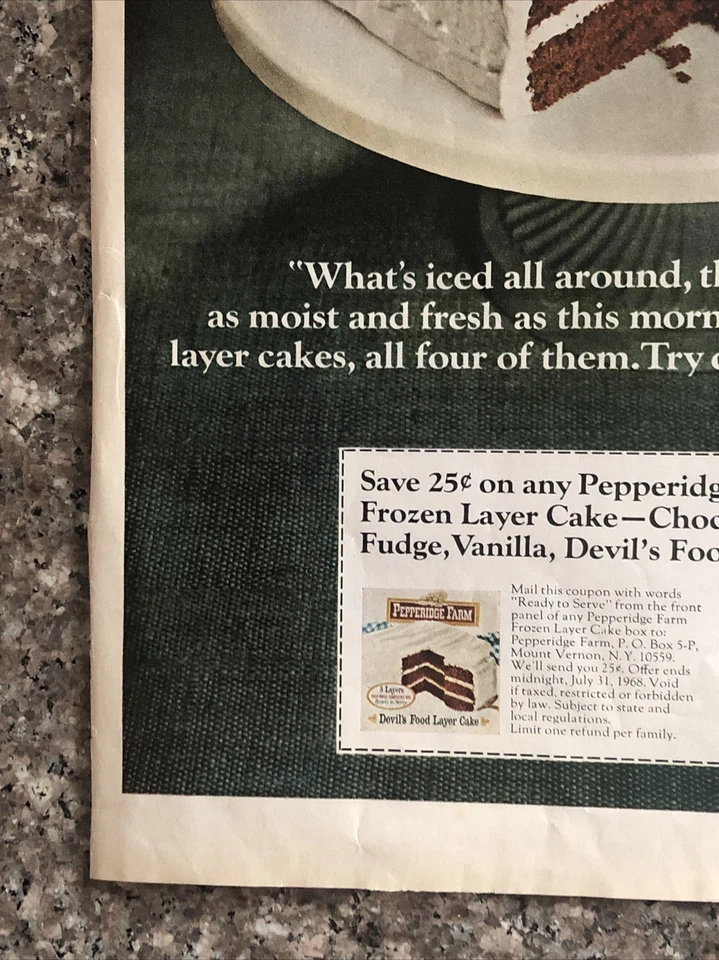 “What's iced all around, th
as moist and fresh as this morn
layer cakes, all four of them. Try
Save 25¢ on any Pepperidg
Frozen Layer Cake—Choc
Fudge, Vanilla, Devil's Foo
Mail this coupon with words
"Ready to Serve" from the front
panel of any Pepperidge Farm
Frozen Layer Cake box to:
Pepperidge Farm, P. O. Box 5-P,
Mount Vernon, N. Y. 10559.
We'll send you 25¢. Offer ends
midnight, July 31, 1968. Void
if taxed, restricted or forbidden
by law. Subject to state and
local regulations.
Limit one refund per family.
PEPPERIDGE FARM
3 Layers
Ready to Serve
Devil's Food Layer Cake